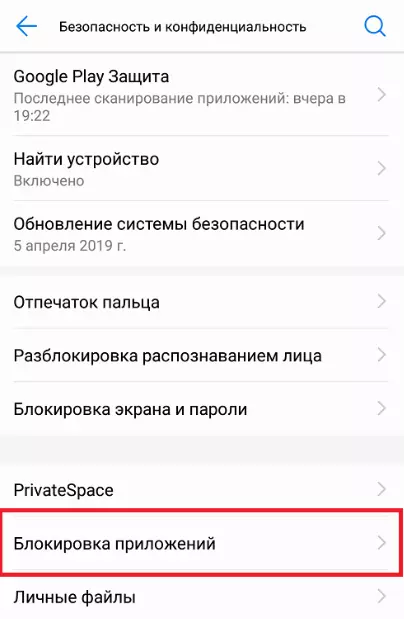 Безопасность и конфиденциальность
Google Play Защита
Последнее сканирование приложений: вчера в
19:22
Найти устройство
Включено
Обновление системы безопасности
5 апреля 2019 г.
Отпечаток пальца
Разблокировка распознаванием лица
Блокировка экрана и пароли
PrivateSpace
Блокировка приложений
Личные файлы